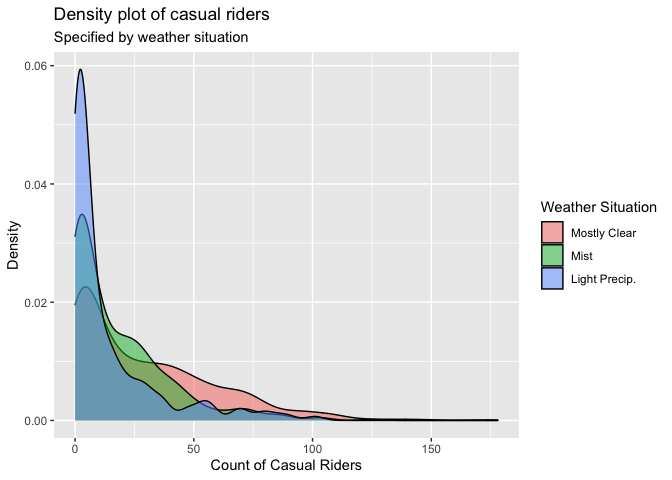 Density plot of casual riders
Specified by weather situation
0.06
0.04
0.02
0.00
Density
0
50
100
150
Count of Casual Riders
Weather Situation
Mostly Clear
Mist
Light Precip.